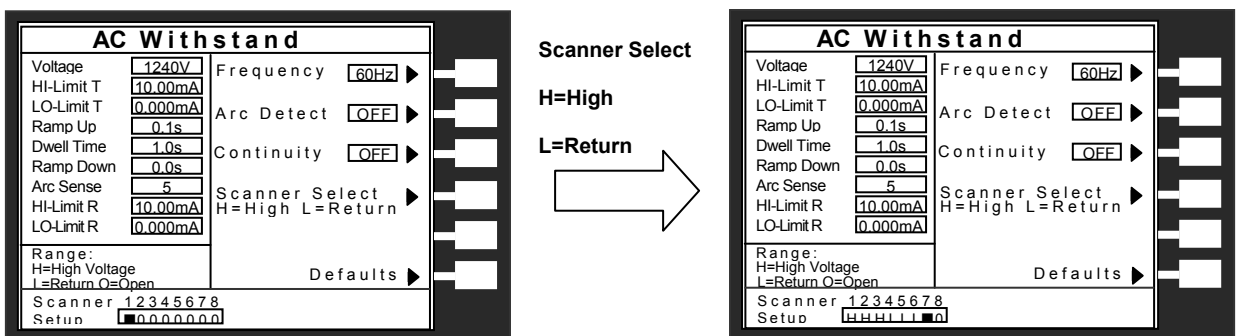 AC Withstand
Voltage 1240V
HI-Limit T 10.00mA
LO-Limit T 0.000mA
Ramp Up 0.1s
Dwell Time 1.0s
Ramp Down 0.0s
Arc Sense 5
HI-Limit R 10.00mA
LO-Limit R 0.000mA
Frequency 60Hz
Arc Detect OFF
Continuity OFF
Scanner Select
H=High L=Return
Range:
H=High Voltage
L=Return O=Open
Defaults
Scanner 12345678
Setup ■OOOOOOO
Scanner Select
H=High
L=Return
AC Withstand
Voltage 1240V
HI-Limit T 10.00mA
LO-Limit T 0.000mA
Ramp Up 0.1s
Dwell Time 1.0s
Ramp Down 0.0s
Arc Sense 5
HI-Limit R 10.00mA
LO-Limit R 0.000mA
Frequency 60Hz
Arc Detect OFF
Continuity OFF
Scanner Select
H=High L=Return
Range:
H=High Voltage
L=Return O=Open
Defaults
Scanner 12345678
Setup HHHLLL■O